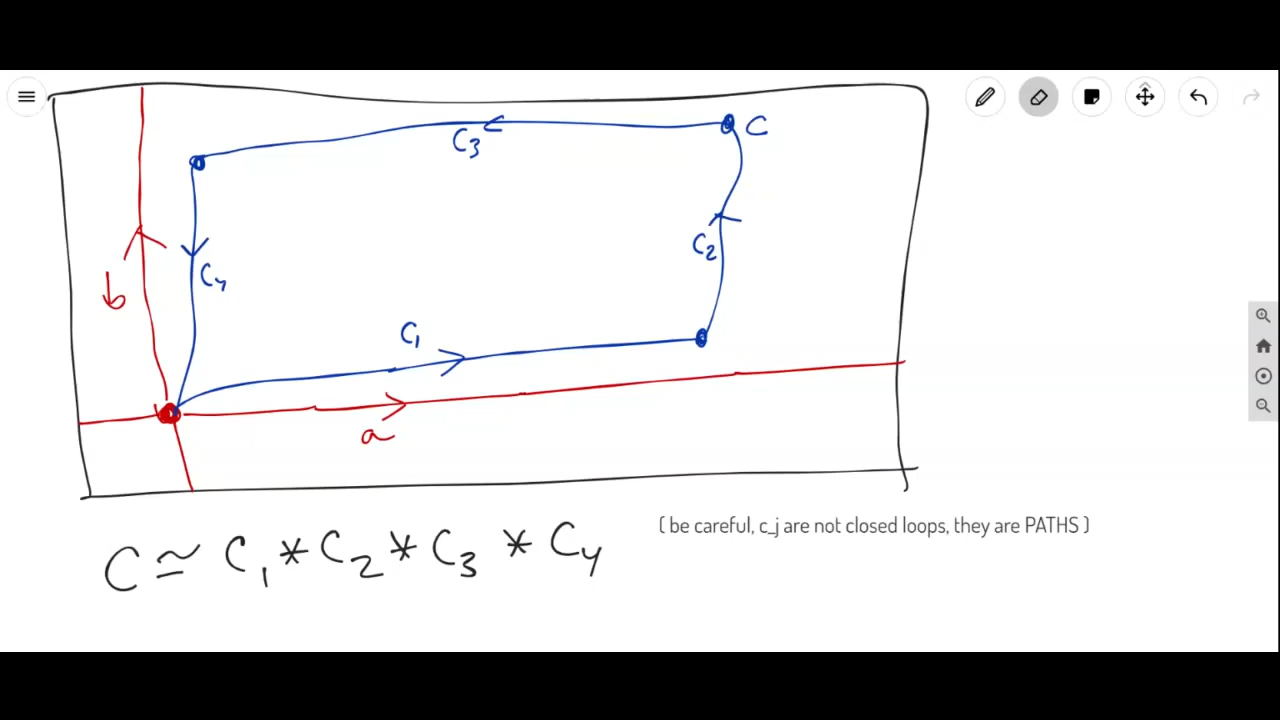 C
C3
C2
b
C4
C1
a
C ≃ C1 * C2 * C3 * C4
( be careful, c_j are not closed loops, they are PATHS )